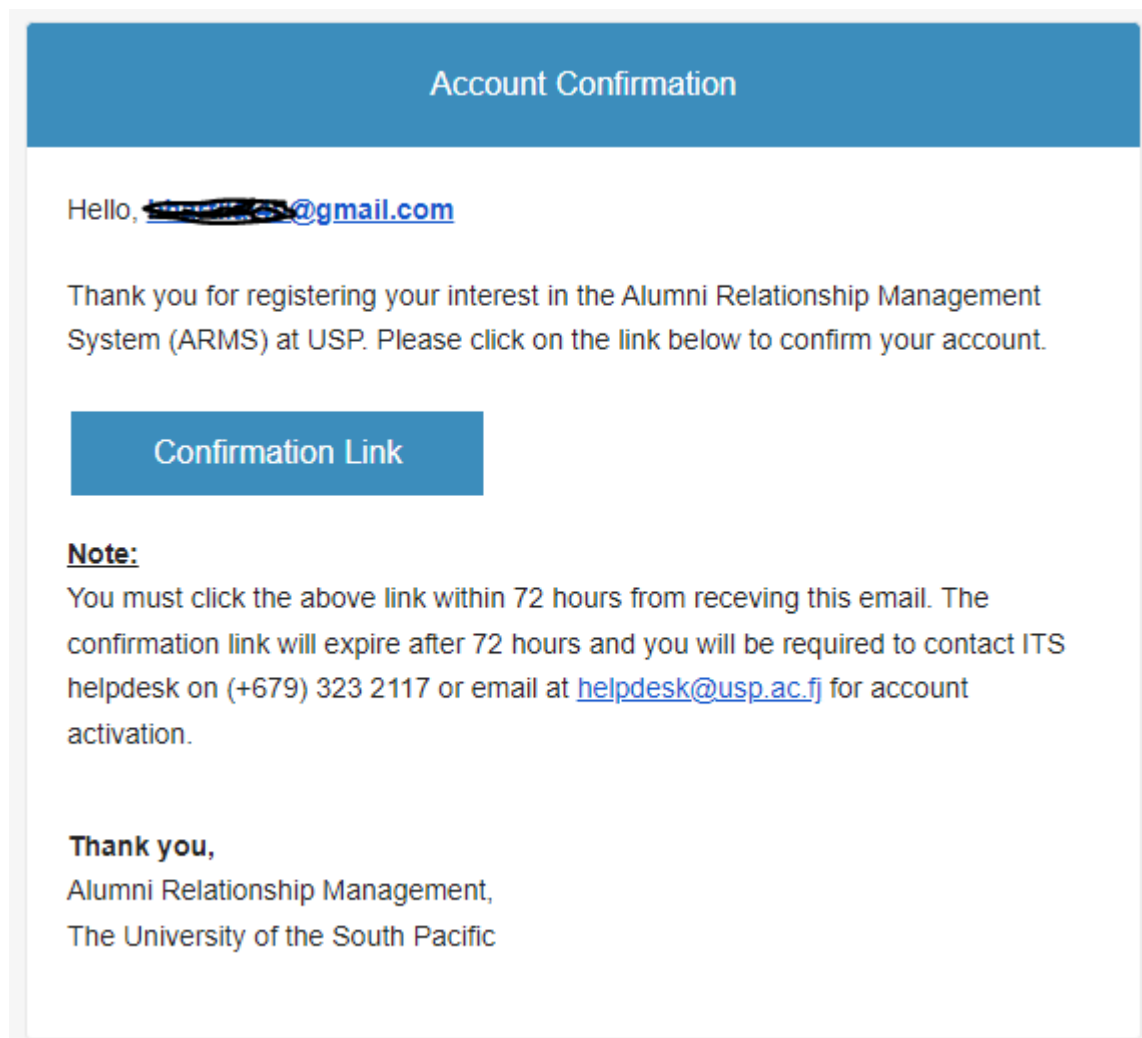 Account Confirmation
Hello, @gmail.com
Thank you for registering your interest in the Alumni Relationship Management
System (ARMS) at USP. Please click on the link below to confirm your account.
Confirmation Link
Note:
You must click the above link within 72 hours from receving this email. The
confirmation link will expire after 72 hours and you will be required to contact ITS
helpdesk on (+679) 323 2117 or email at helpdesk@usp.ac.fj for account
activation.
Thank you,
Alumni Relationship Management,
The University of the South Pacific